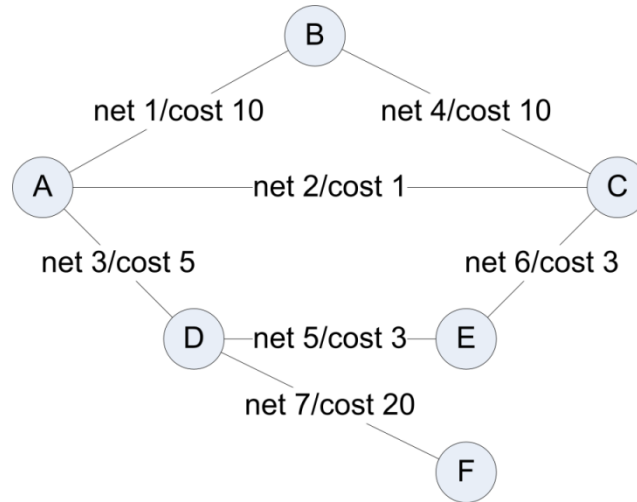 B
net 1/cost 10
net 4/cost 10
A
net 2/cost 1
C
net 3/cost 5
net 6/cost 3
D
net 5/cost 3
E
net 7/cost 20
F